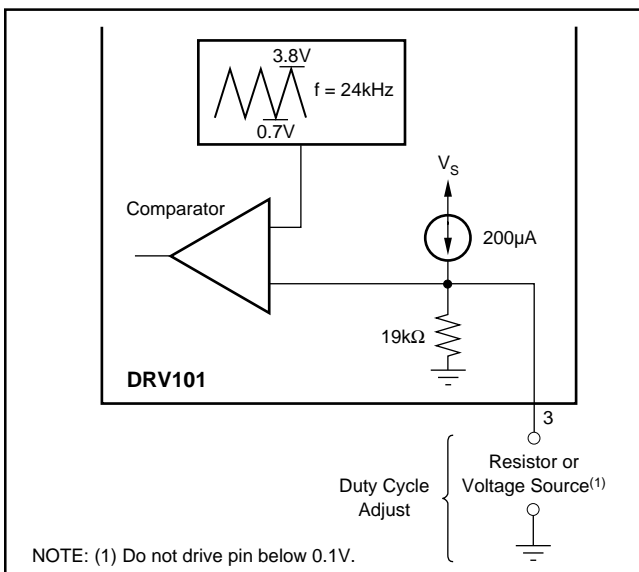 3.8V
f = 24kHz
0.7V
V_S
Comparator
200µA
19kΩ
DRV101
3
Duty Cycle
Adjust
Resistor or
Voltage Source(1)
NOTE: (1) Do not drive pin below 0.1V.